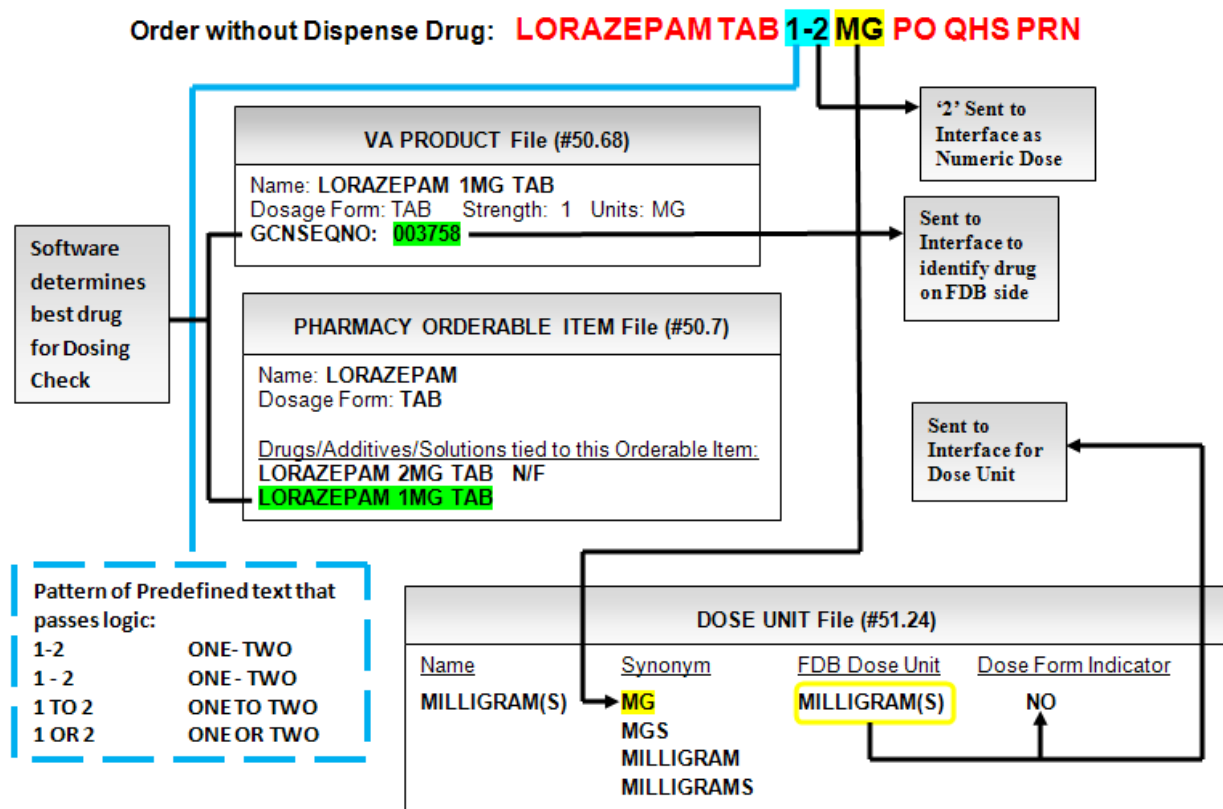 Order without Dispense Drug: LORAZEPAM TAB 1-2 MG PO QHS PRN
‘2’ Sent to
Interface as
Numeric Dose
VA PRODUCT File (#50.68)
Name: LORAZEPAM 1MG TAB
Dosage Form: TAB Strength: 1 Units: MG
GCNSEQNO: 003758
Sent to
Interface to
identify drug
on FDB side
Software
determines
best drug
for Dosing
Check
PHARMACY ORDERABLE ITEM File (#50.7)
Name: LORAZEPAM
Dosage Form: TAB
Drugs/Additives/Solutions tied to this Orderable Item:
LORAZEPAM 2MG TAB N/F
LORAZEPAM 1MG TAB
Sent to
Interface for
Dose Unit
Pattern of Predefined text that
passes logic:
1-2 ONE- TWO
1 - 2 ONE - TWO
1 TO 2 ONE TO TWO
1 OR 2 ONE OR TWO
DOSE UNIT File (#51.24)
Name Synonym FDB Dose Unit Dose Form Indicator
MILLIGRAM(S) MG MILLIGRAM(S) NO
MGS
MILLIGRAM
MILLIGRAMS